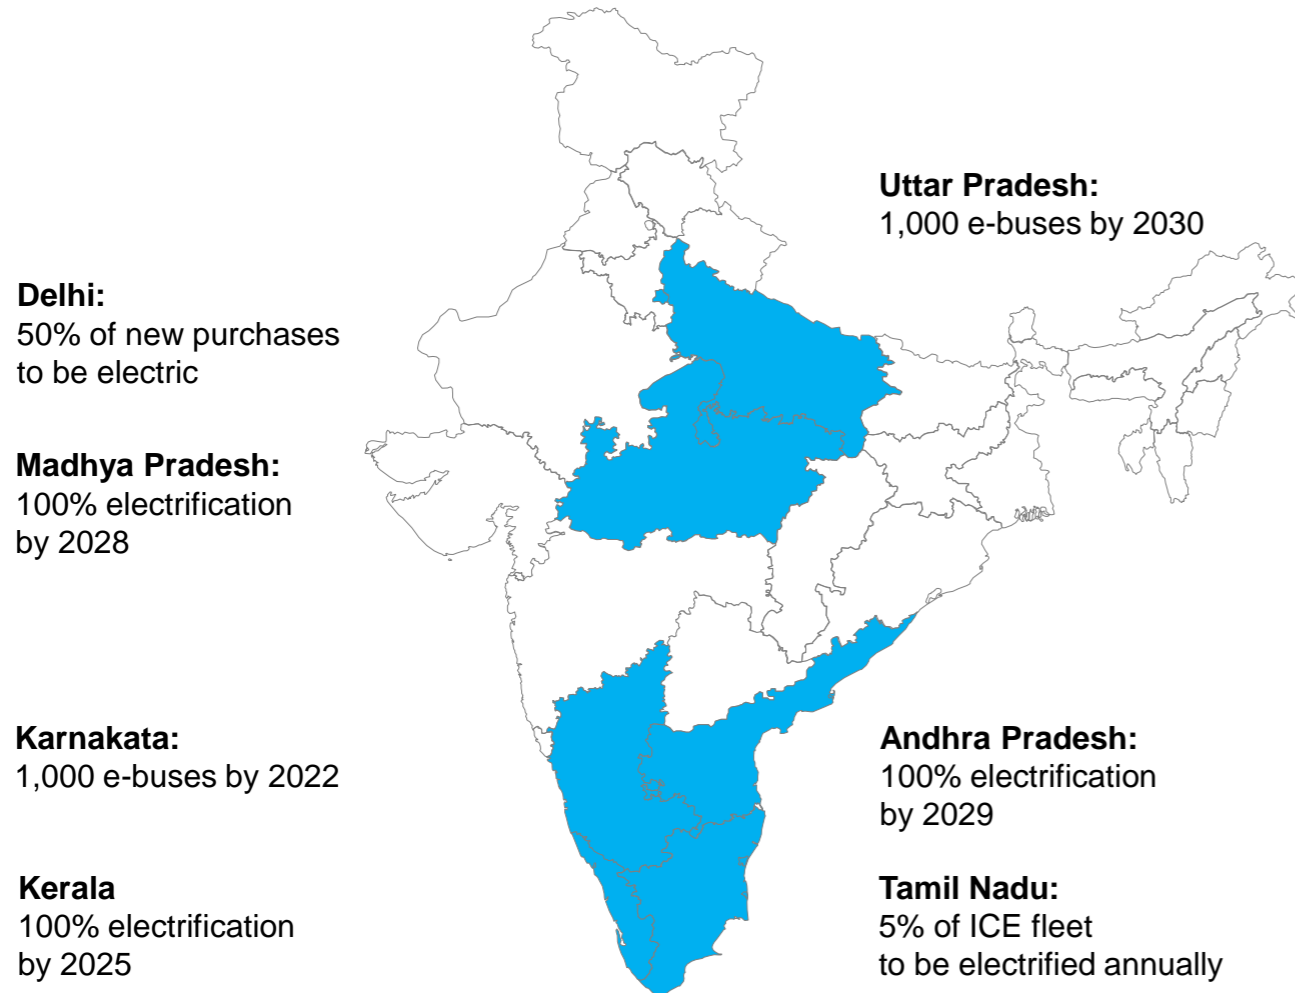 Uttar Pradesh:
1,000 e-buses by 2030
Delhi:
50% of new purchases
to be electric
Madhya Pradesh:
100% electrification
by 2028
Karnakata:
1,000 e-buses by 2022
Andhra Pradesh:
100% electrification
by 2029
Kerala
100% electrification
by 2025
Tamil Nadu:
5% of ICE fleet
to be electrified annually